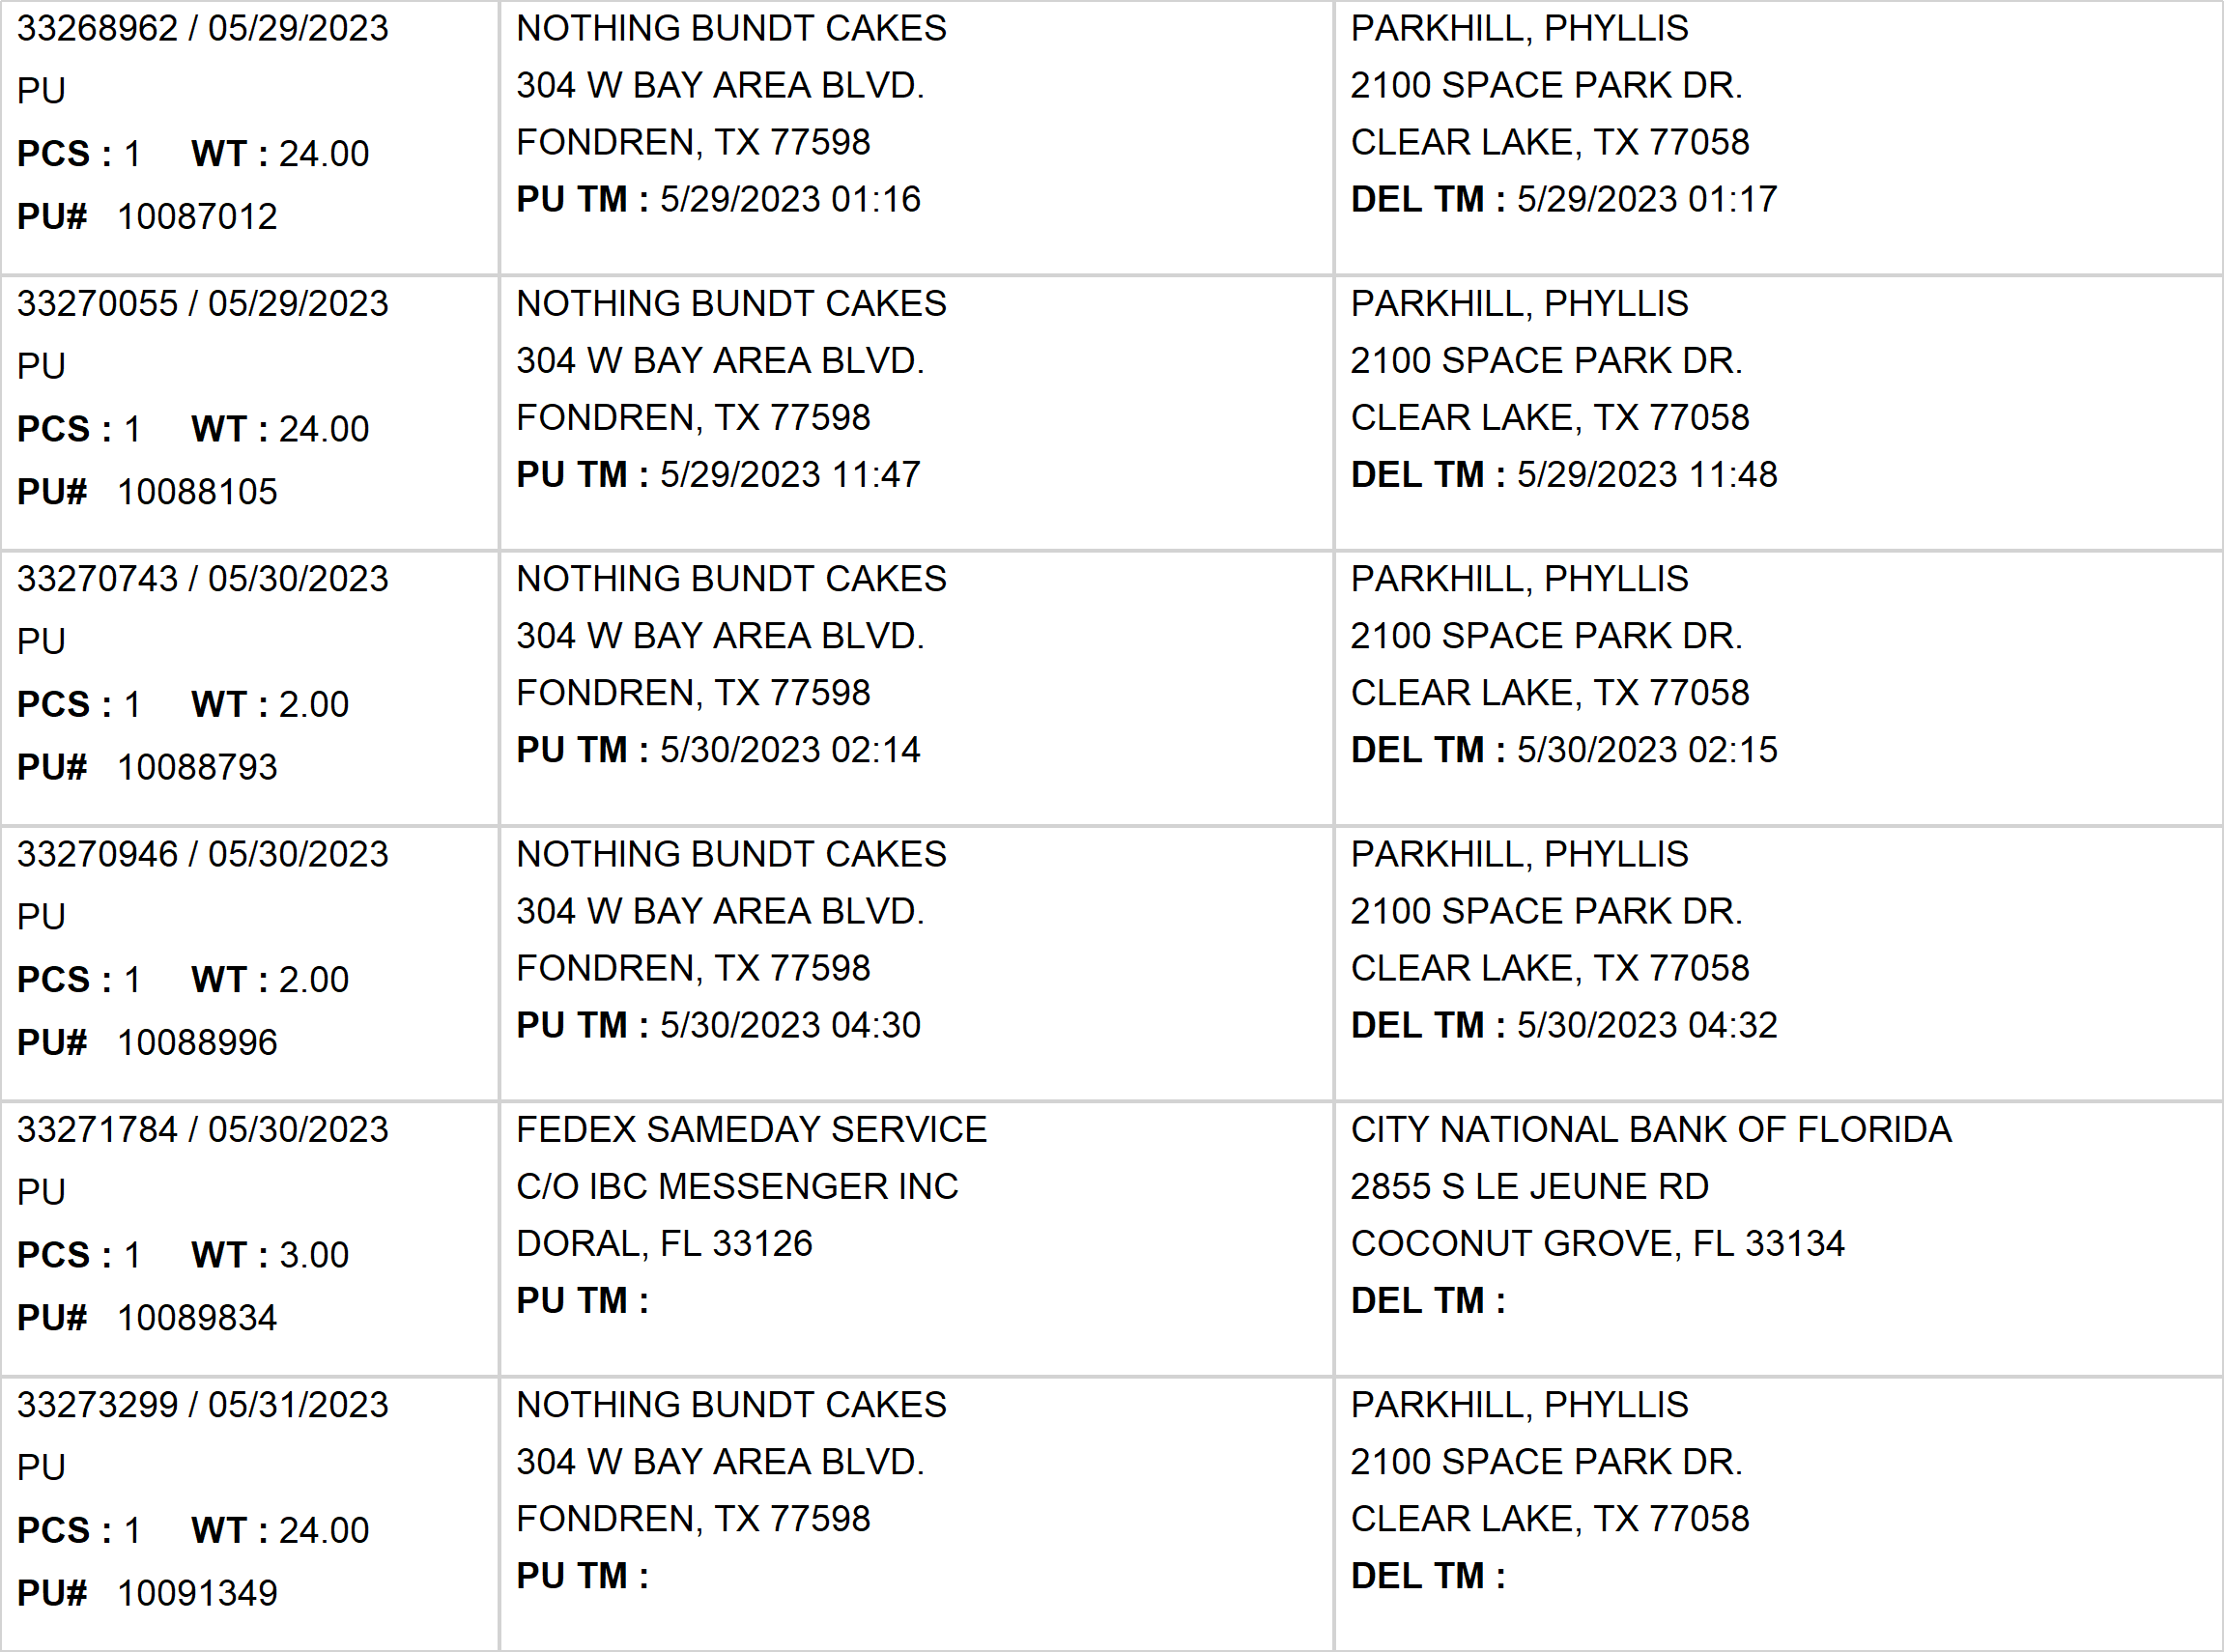 33268962 / 05/29/2023
PU
PCS : 1 WT : 24.00
PU# 10087012
NOTHING BUNDT CAKES
304 W BAY AREA BLVD.
FONDREN, TX 77598
PU TM : 5/29/2023 01:16
PARKHILL, PHYLLIS
2100 SPACE PARK DR.
CLEAR LAKE, TX 77058
DEL TM : 5/29/2023 01:17
33270055 / 05/29/2023
PU
PCS : 1 WT : 24.00
PU# 10088105
NOTHING BUNDT CAKES
304 W BAY AREA BLVD.
FONDREN, TX 77598
PU TM : 5/29/2023 11:47
PARKHILL, PHYLLIS
2100 SPACE PARK DR.
CLEAR LAKE, TX 77058
DEL TM : 5/29/2023 11:48
33270743 / 05/30/2023
PU
PCS : 1 WT : 2.00
PU# 10088793
NOTHING BUNDT CAKES
304 W BAY AREA BLVD.
FONDREN, TX 77598
PU TM : 5/30/2023 02:14
PARKHILL, PHYLLIS
2100 SPACE PARK DR.
CLEAR LAKE, TX 77058
DEL TM : 5/30/2023 02:15
33270946 / 05/30/2023
PU
PCS : 1 WT : 2.00
PU# 10088996
NOTHING BUNDT CAKES
304 W BAY AREA BLVD.
FONDREN, TX 77598
PU TM : 5/30/2023 04:30
PARKHILL, PHYLLIS
2100 SPACE PARK DR.
CLEAR LAKE, TX 77058
DEL TM : 5/30/2023 04:32
33271784 / 05/30/2023
PU
PCS : 1 WT : 3.00
PU# 10089834
FEDEX SAMEDAY SERVICE
C/O IBC MESSENGER INC
DORAL, FL 33126
PU TM :
CITY NATIONAL BANK OF FLORIDA
2855 S LE JEUNE RD
COCONUT GROVE, FL 33134
DEL TM :
33273299 / 05/31/2023
PU
PCS : 1 WT : 24.00
PU# 10091349
NOTHING BUNDT CAKES
304 W BAY AREA BLVD.
FONDREN, TX 77598
PU TM :
PARKHILL, PHYLLIS
2100 SPACE PARK DR.
CLEAR LAKE, TX 77058
DEL TM :